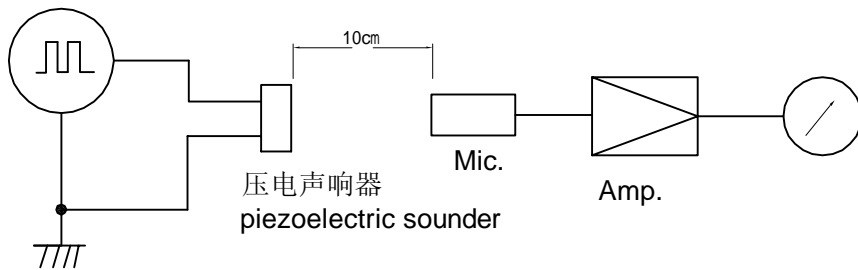 10cm
压电声响器
piezoelectric sounder
Mic.
Amp.